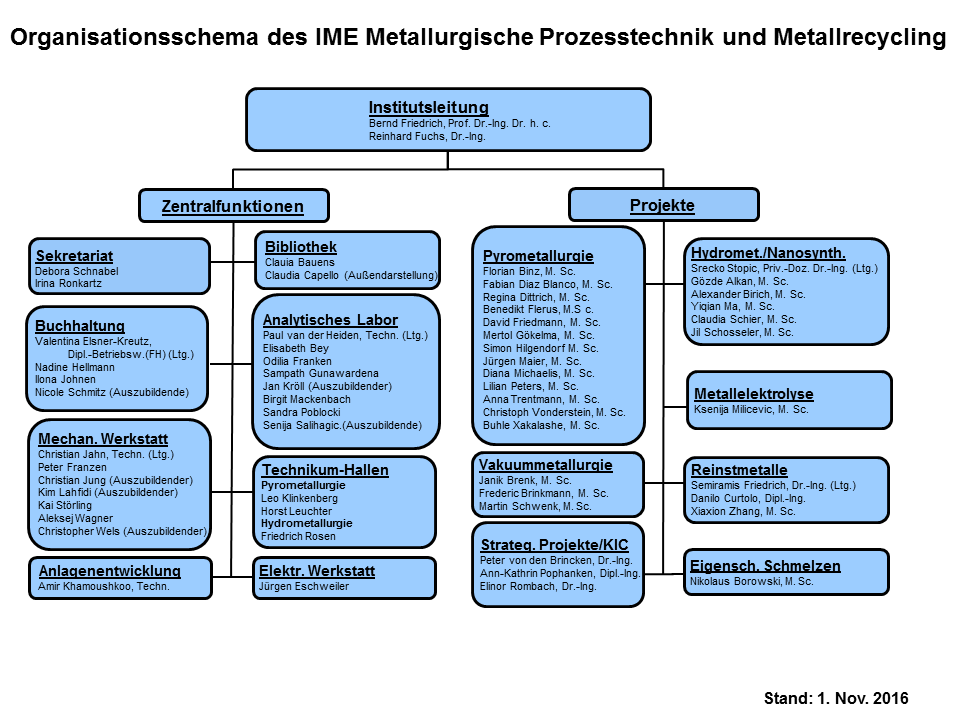 Organisationsschema des IME Metallurgische Prozesstechnik und Metallrecycling
Institutsleitung
Bernd Friedrich, Prof. Dr.-Ing. Dr. h. c.
Reinhard Fuchs, Dr.-Ing.
Zentralfunktionen
Sekretariat
Debora Schnabel
Irina Ronkartz
Bibliothek
Clauia Bauens
Claudia Capello (Außendarstellung)
Buchhaltung
Valentina Elsner-Kreutz,
Dipl.-Betriebsw.(FH) (Ltg.)
Nadine Hellmann
Ilona Johnen
Nicole Schmitz (Auszubildende)
Analytisches Labor
Paul van der Heiden, Techn. (Ltg.)
Elisabeth Bey
Odilia Franken
Sampath Gunawardena
Jan Kröll (Auszubildender)
Birgit Mackenbach
Sandra Poblocki
Senija Salihagic.(Auszubildende)
Mechan. Werkstatt
Christian Jahn, Techn. (Ltg.)
Peter Franzen
Christian Jung (Auszubildender)
Kim Lahfidi (Auszubildender)
Kai Störling
Aleksej Wagner
Christopher Wels (Auszubildender)
Technikum-Hallen
Pyrometallurgie
Leo Klinkenberg
Horst Leuchter
Hydrometallurgie
Friedrich Rosen
Anlagenentwicklung
Amir Khamoushkoo, Techn.
Elektr. Werkstatt
Jürgen Eschweiler
Projekte
Pyrometallurgie
Florian Binz, M. Sc.
Fabian Diaz Blanco, M. Sc.
Regina Dittrich, M. Sc.
Benedikt Flerus, M.S c.
David Friedmann, M. Sc.
Mertol Gökelma, M. Sc.
Simon Hilgendorf M. Sc.
Jürgen Maier, M. Sc.
Diana Michaelis, M. Sc.
Lilian Peters, M. Sc.
Anna Trentmann, M. Sc.
Christoph Vonderstein, M. Sc.
Buhle Xakalashe, M. Sc.
Hydromet./Nanosynth.
Srecko Stopic, Priv.-Doz. Dr.-Ing. (Ltg.)
Gözde Alkan, M. Sc.
Alexander Birich, M. Sc.
Yiqian Ma, M. Sc.
Claudia Schier, M. Sc.
Jil Schosseler, M. Sc.
Metallelektrolyse
Ksenija Milicevic, M. Sc.
Vakuummetallurgie
Janik Brenk, M. Sc.
Frederic Brinkmann, M. Sc.
Martin Schwenk, M. Sc.
Reinstmetalle
Semiramis Friedrich, Dr.-Ing. (Ltg.)
Danilo Curtolo, Dipl.-Ing.
Xiaxion Zhang, M. Sc.
Strateg. Projekte/KIC
Peter von den Brincken, Dr.-Ing.
Ann-Kathrin Pophanken, Dipl.-Ing.
Elinor Rombach, Dr.-Ing.
Eigensch. Schmelzen
Nikolaus Borowski, M. Sc.
Stand: 1. Nov. 2016